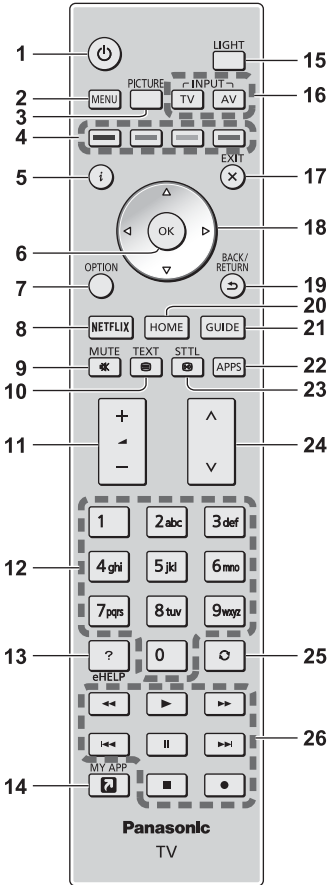 1
LIGHT
15
2
MENU
PICTURE
3
INPUT
TV
AV
16
4
EXIT
5
i
17
6
OK
18
OPTION
7
BACK/
RETURN
19
20
8
NETFLIX
HOME
GUIDE
21
9
MUTE
TEXT
STTL
APPS
22
10
23
11
+
−
24
12
1
2abc
3def
4ghi
5jkl
6mno
7pqrs
8tuv
9wxyz
13
?
0
25
eHELP
26
MY APP
14
Panasonic
TV